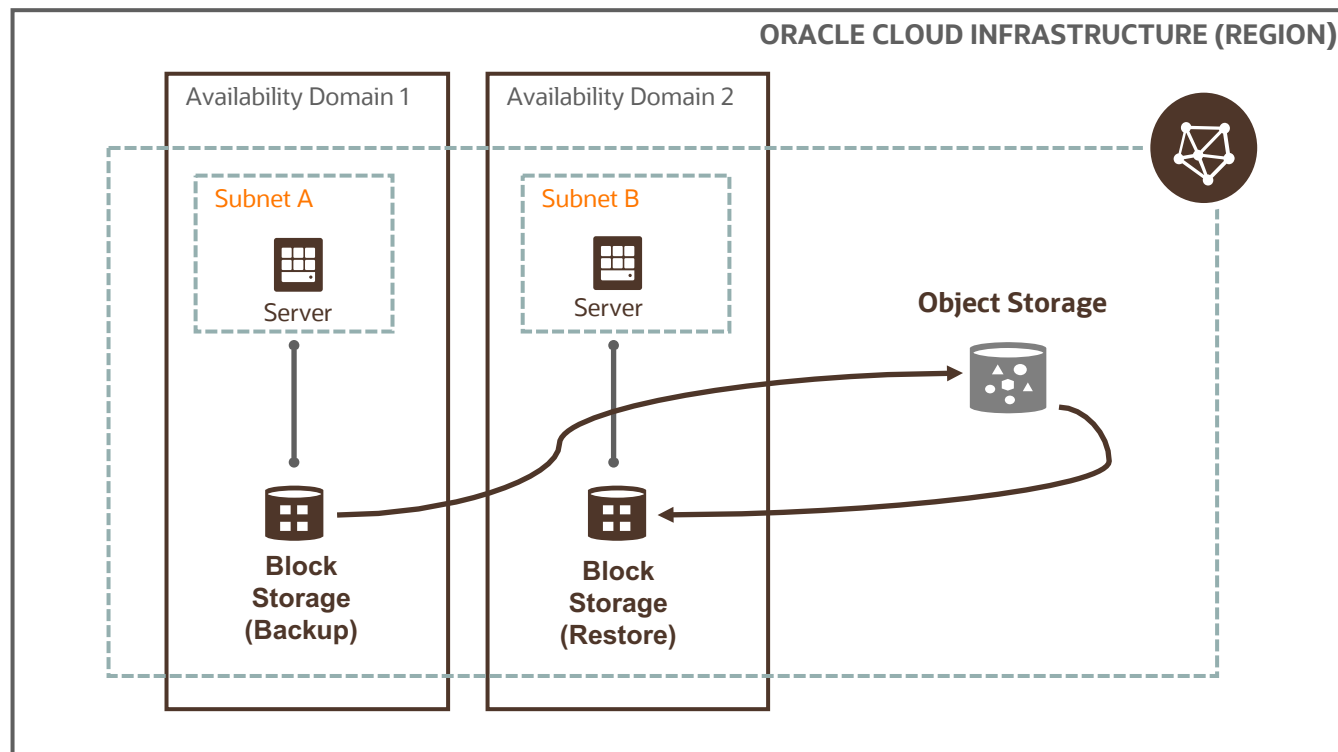 ORACLE CLOUD INFRASTRUCTURE (REGION)
Availability Domain 1
Availability Domain 2
Subnet A
Subnet B
Server
Server
Object Storage
Block
Storage
(Backup)
Block
Storage
(Restore)